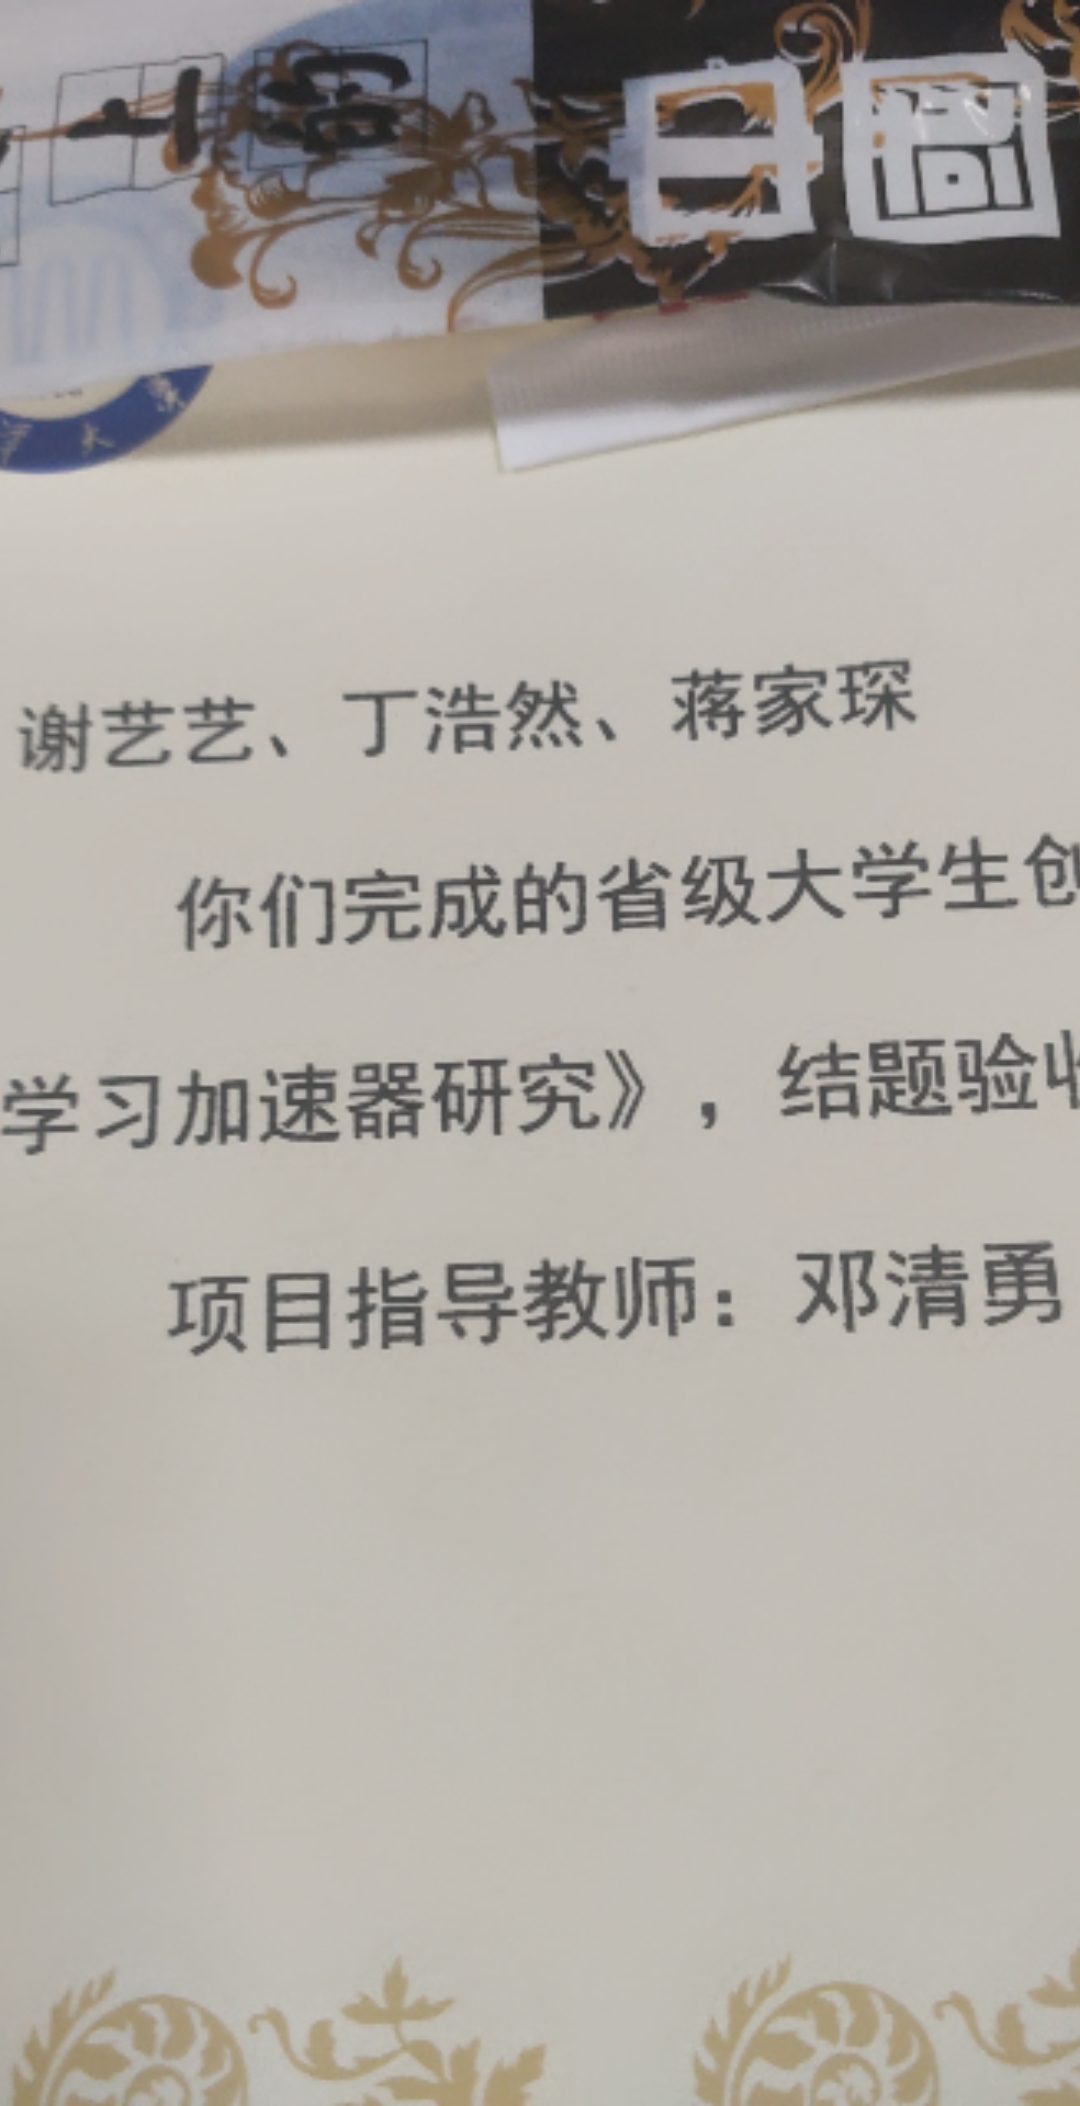 中国
谢艺艺、丁浩然、蒋家琛
你们完成的省级大学生创
学习加速器研究》，结题验收
项目指导教师：邓清勇